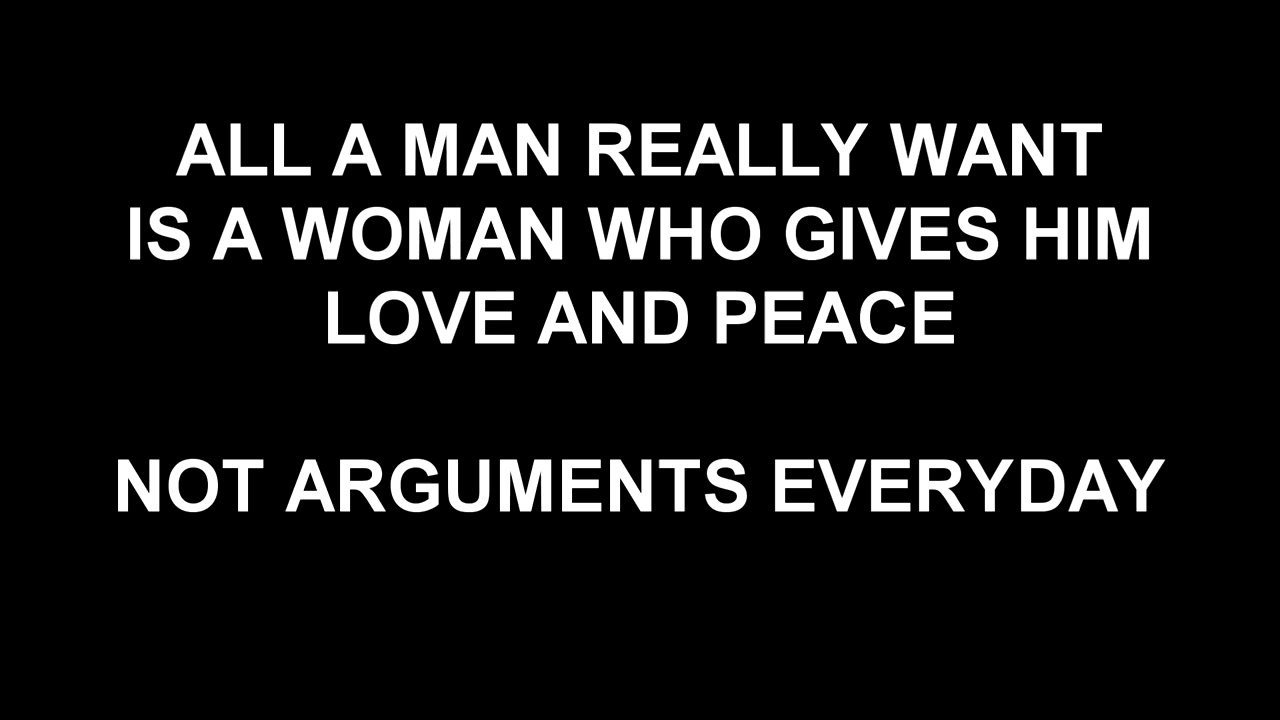 ALL A MAN REALLY WANT
IS A WOMAN WHO GIVES HIM
LOVE AND PEACE
NOT ARGUMENTS EVERYDAY